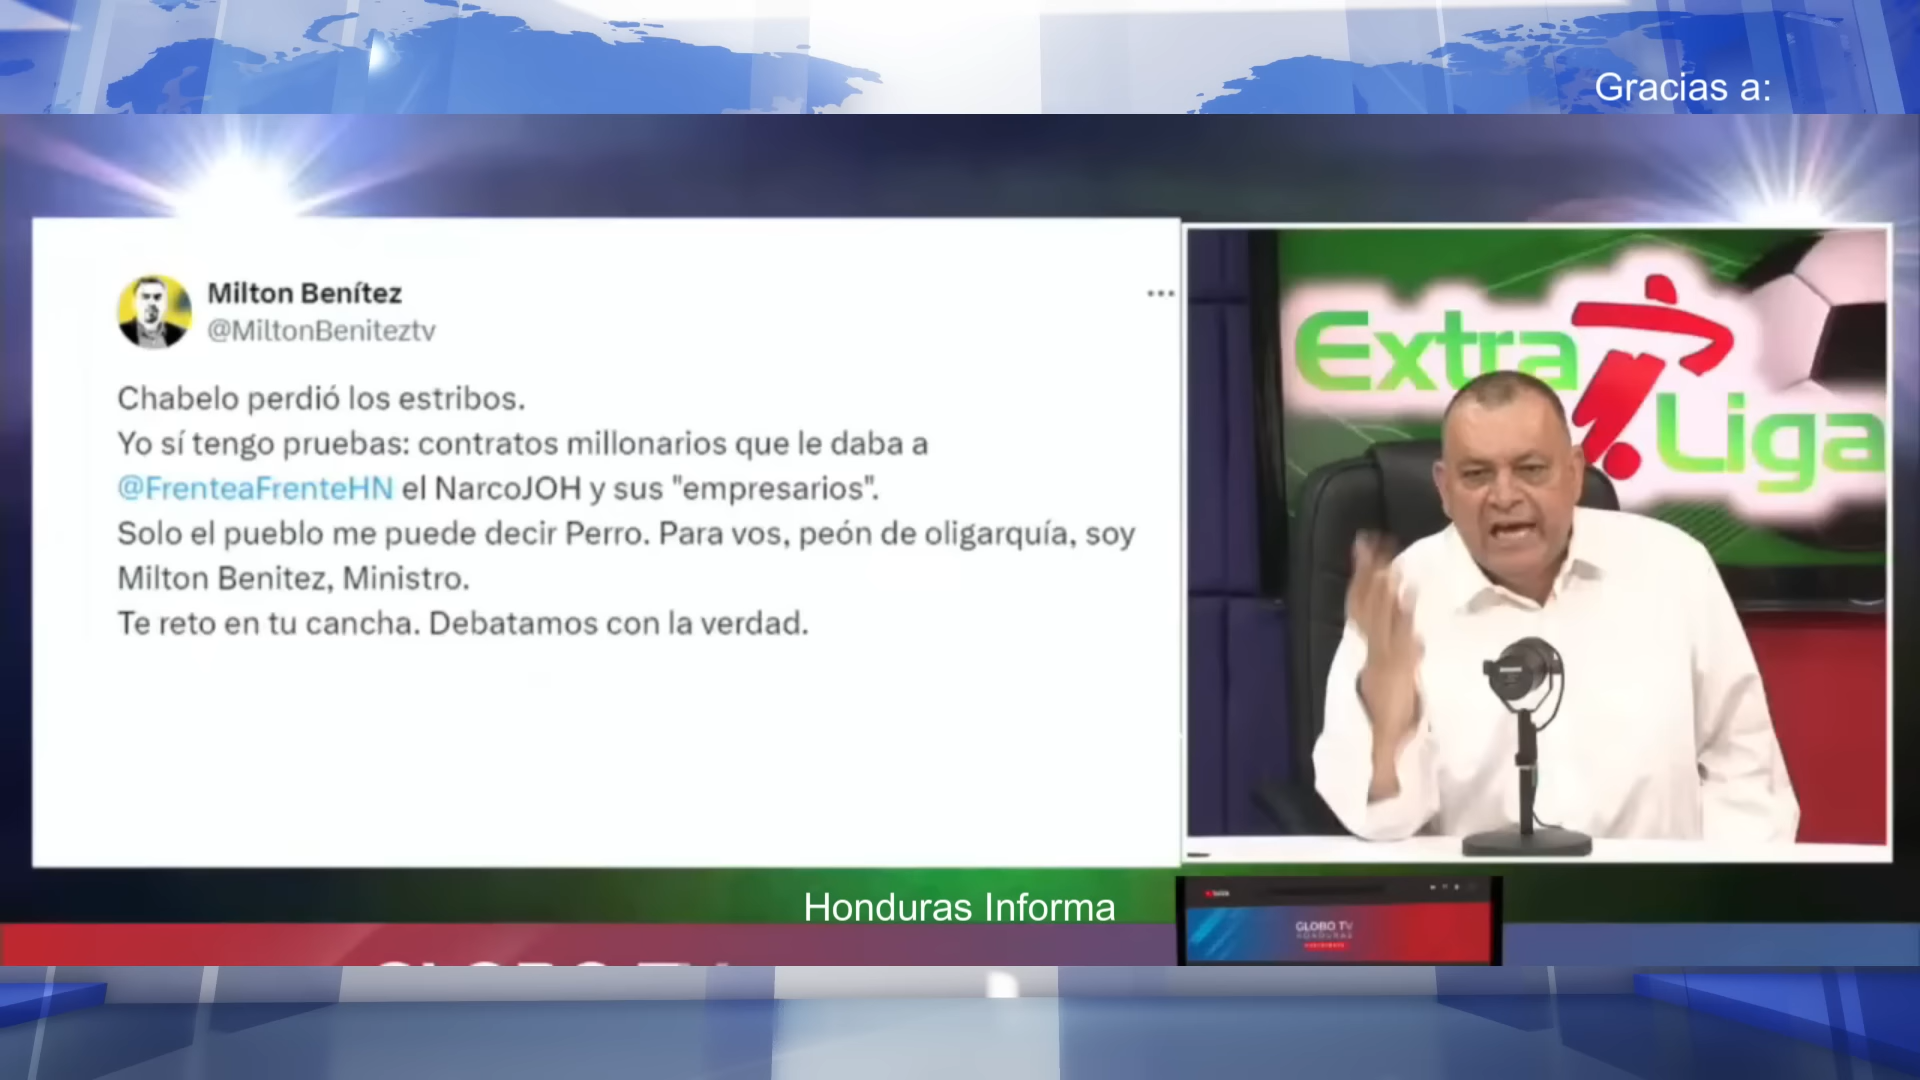 Gracias a:
Milton Benítez
@MiltonBeniteztv
Chabelo perdió los estribos.
Yo sí tengo pruebas: contratos millonarios que le daba a
@FrenteaFrenteHN el NarcoJOH y sus "empresarios".
Solo el pueblo me puede decir Perro. Para vos, peón de oligarquía, soy
Milton Benitez, Ministro.
Te reto en tu cancha. Debatamos con la verdad.
Extra
Liga
Honduras Informa
GLOBO TV
HONDURAS